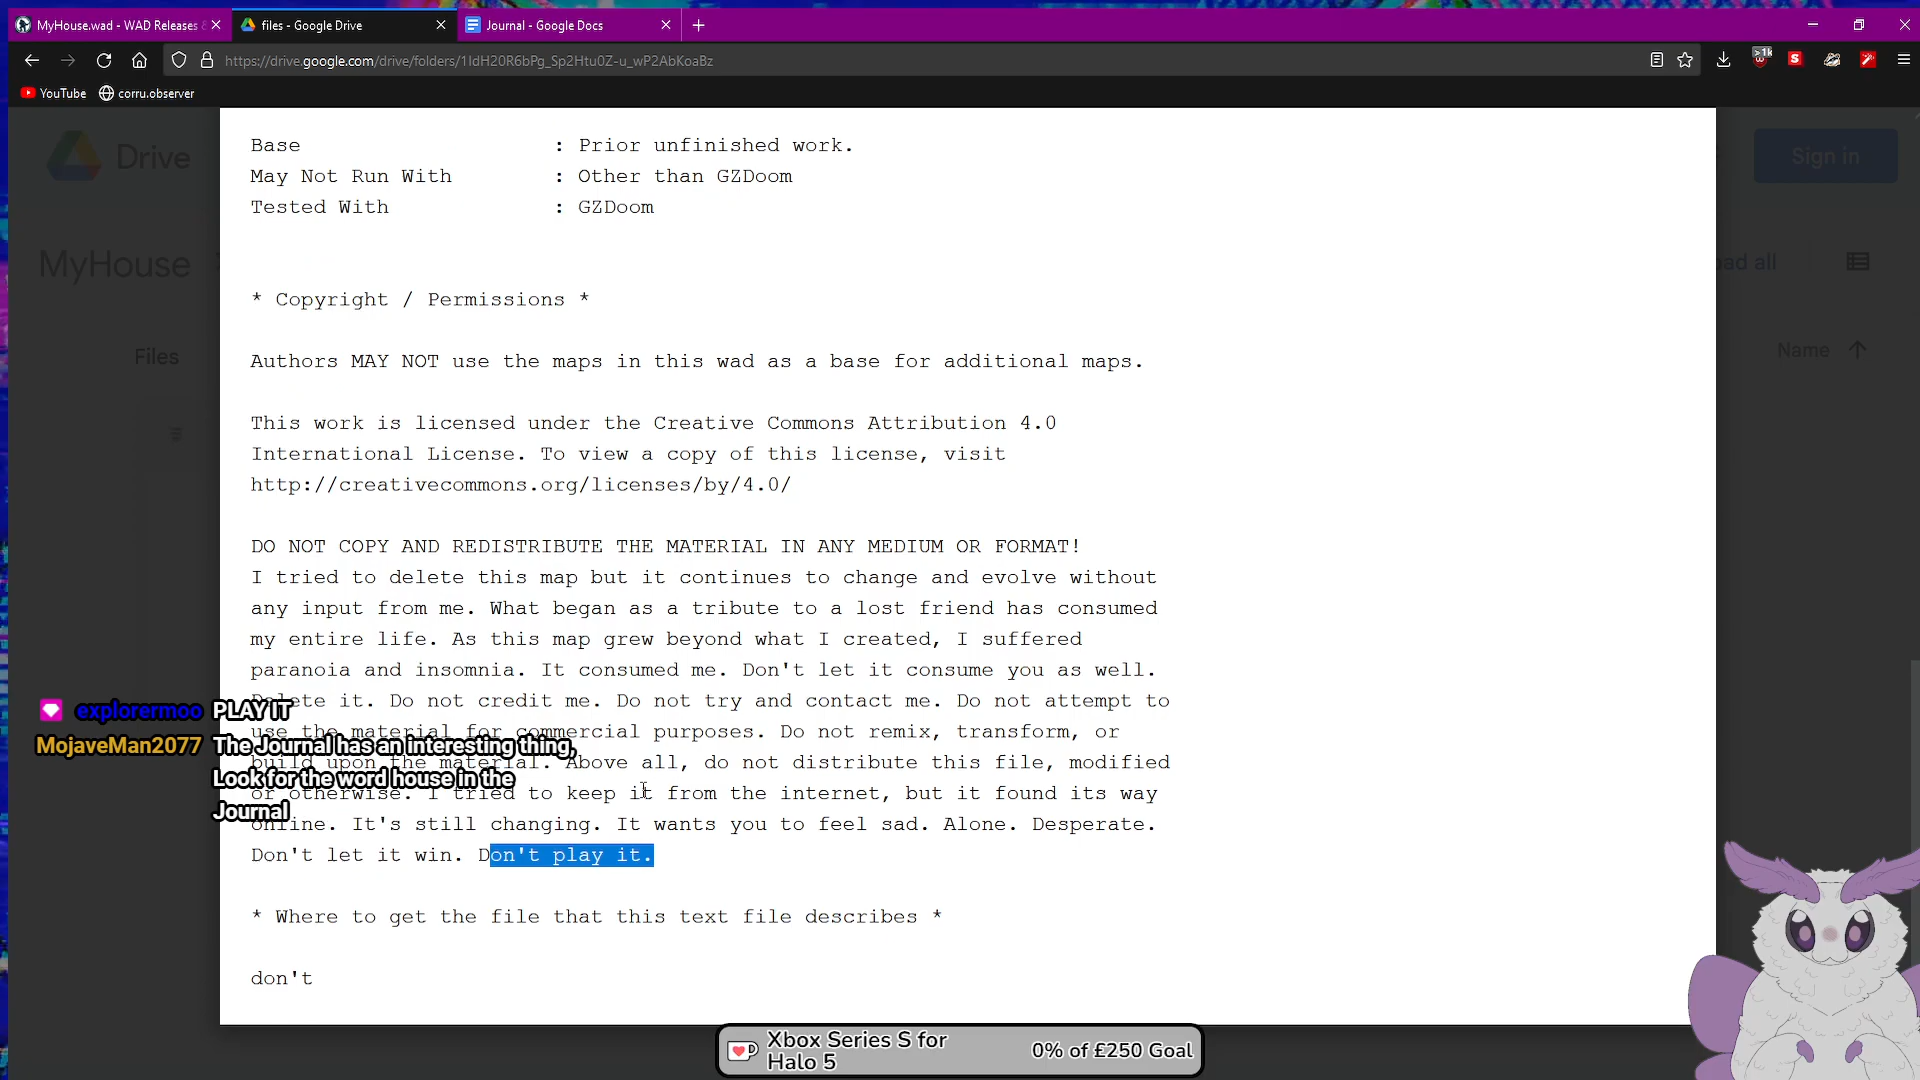 MyHouse.wad - WAD Releases
files - Google Drive
Journal - Google Docs
https://drive.google.com/drive/folders/1IdH20R6bPg_Sp2Htu0Z-u_wP2AbKoaBz
>1k
S
YouTube
corru.observer
Drive
Sign in
MyHouse
Files
Name
Base : Prior unfinished work.
May Not Run With : Other than GZDoom
Tested With : GZDoom
* Copyright / Permissions *
Authors MAY NOT use the maps in this wad as a base for additional maps.
This work is licensed under the Creative Commons Attribution 4.0
International License. To view a copy of this license, visit
http://creativecommons.org/licenses/by/4.0/
DO NOT COPY AND REDISTRIBUTE THE MATERIAL IN ANY MEDIUM OR FORMAT!
I tried to delete this map but it continues to change and evolve without
any input from me. What began as a tribute to a lost friend has consumed
my entire life. As this map grew beyond what I created, I suffered
paranoia and insomnia. It consumed me. Don't let it consume you as well.
Delete it. Do not credit me. Do not try and contact me. Do not attempt to
use the material for commercial purposes. Do not remix, transform, or
build upon the material. Above all, do not distribute this file, modified
or otherwise. I tried to keep it from the internet, but it found its way
online. It's still changing. It wants you to feel sad. Alone. Desperate.
Don't let it win. Don't play it.
* Where to get the file that this text file describes *
don't
explorermoo PLAY IT
MojaveMan2077 The Journal has an interesting thing,
Look for the word house in the
Journal
Xbox Series S for
Halo 5
0% of £250 Goal